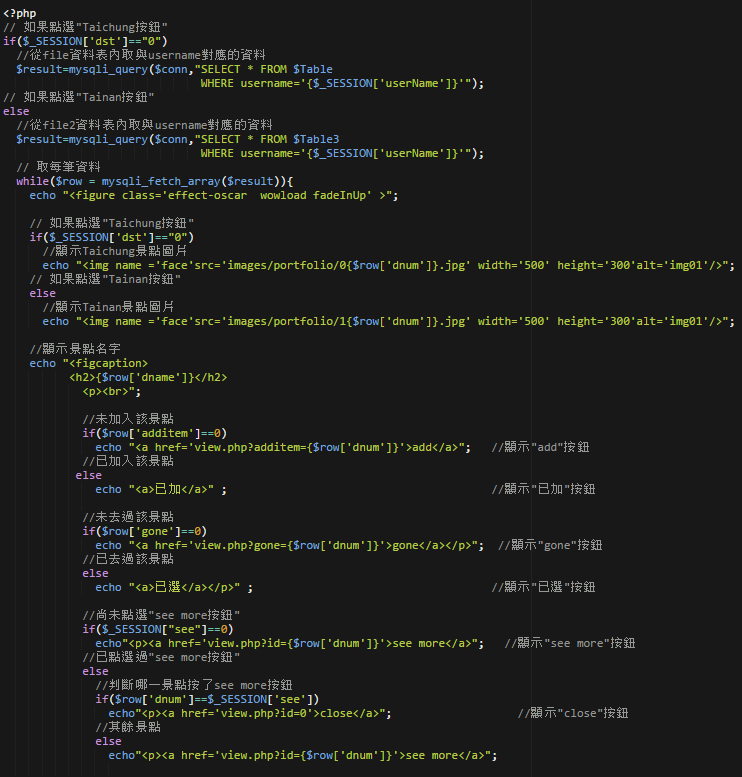 <?php
// 如果點選"Taichung按鈕"
if($_SESSION['dst']=="0")
//從file資料表內取與username對應的資料
$result=mysqli_query($conn,"SELECT * FROM $Table
WHERE username='{$_SESSION['userName']}'");
// 如果點選"Tainan按鈕"
else
//從file2資料表內取與username對應的資料
$result=mysqli_query($conn,"SELECT * FROM $Table3
WHERE username='{$_SESSION['userName']}'");
// 取每筆資料
while($row = mysqli_fetch_array($result)){
echo "<figure class='effect-oscar  wowload fadeInUp' >";
// 如果點選"Taichung按鈕"
if($_SESSION['dst']=="0")
//顯示Taichung景點圖片
echo "<img name ='face'src='images/portfolio/0{$row['dnum']}.jpg' width='500' height='300'alt='img01'/>";
// 如果點選"Tainan按鈕"
else
//顯示Tainan景點圖片
echo "<img name ='face'src='images/portfolio/1{$row['dnum']}.jpg' width='500' height='300'alt='img01'/>";
//顯示景點名字
echo "<figcaption>
<h2>{$row['dname']}</h2>
<p><br>";
//未加入該景點
if($row['additem']==0)
echo "<a href='view.php?additem={$row['dnum']}'>add</a>";   //顯示"add"按鈕
//已加入該景點
else
echo "<a>已加</a>" ;   //顯示"已加"按鈕
//未去過該景點
if($row['gone']==0)
echo "<a href='view.php?gone={$row['dnum']}'>gone</a></p>";  //顯示"gone"按鈕
//已去過該景點
else
echo "<a>已選</a></p>" ;   //顯示"已選"按鈕
//尚未點選"see more按鈕"
if($_SESSION["see"]==0)
echo"<p><a href='view.php?id={$row['dnum']}'>see more</a>";   //顯示"see more"按鈕
//已點選過"see more按鈕"
else
//判斷哪一景點按了see more按鈕
if($row['dnum']==$_SESSION['see'])
echo"<p><a href='view.php?id=0'>close</a>";   //顯示"close"按鈕
//其餘景點
else
echo"<p><a href='view.php?id={$row['dnum']}'>see more</a>";